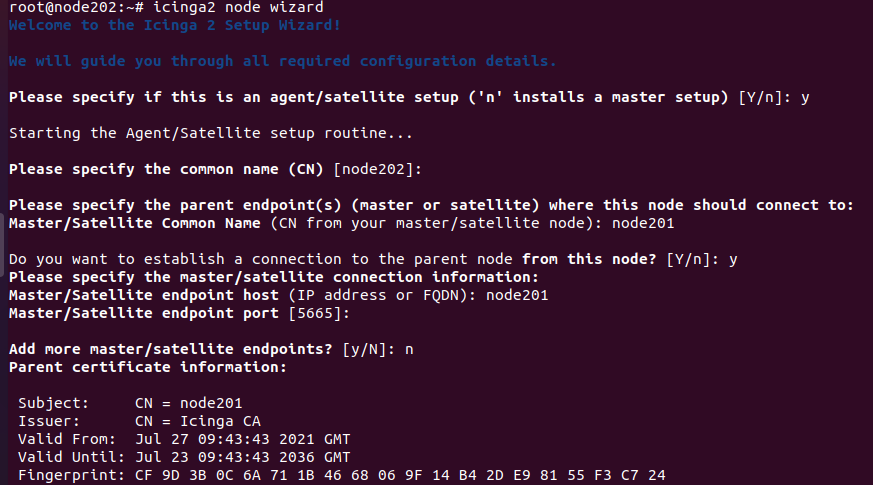 root@node202:~# icinga2 node wizard
Welcome to the Icinga 2 Setup Wizard!
We will guide you through all required configuration details.
Please specify if this is an agent/satellite setup ('n' installs a master setup) [Y/n]: y
Starting the Agent/Satellite setup routine...
Please specify the common name (CN) [node202]:
Please specify the parent endpoint(s) (master or satellite) where this node should connect to:
Master/Satellite Common Name (CN from your master/satellite node): node201
Do you want to establish a connection to the parent node from this node? [Y/n]: y
Please specify the master/satellite connection information:
Master/Satellite endpoint host (IP address or FQDN): node201
Master/Satellite endpoint port [5665]:
Add more master/satellite endpoints? [y/N]: n
Parent certificate information:
Subject:     CN = node201
Issuer:      CN = Icinga CA
Valid From:  Jul 27 09:43:43 2021 GMT
Valid Until: Jul 23 09:43:43 2036 GMT
Fingerprint: CF 9D 3B 0C 6A 71 1B 46 68 06 9F 14 B4 2D E9 81 55 F3 C7 24